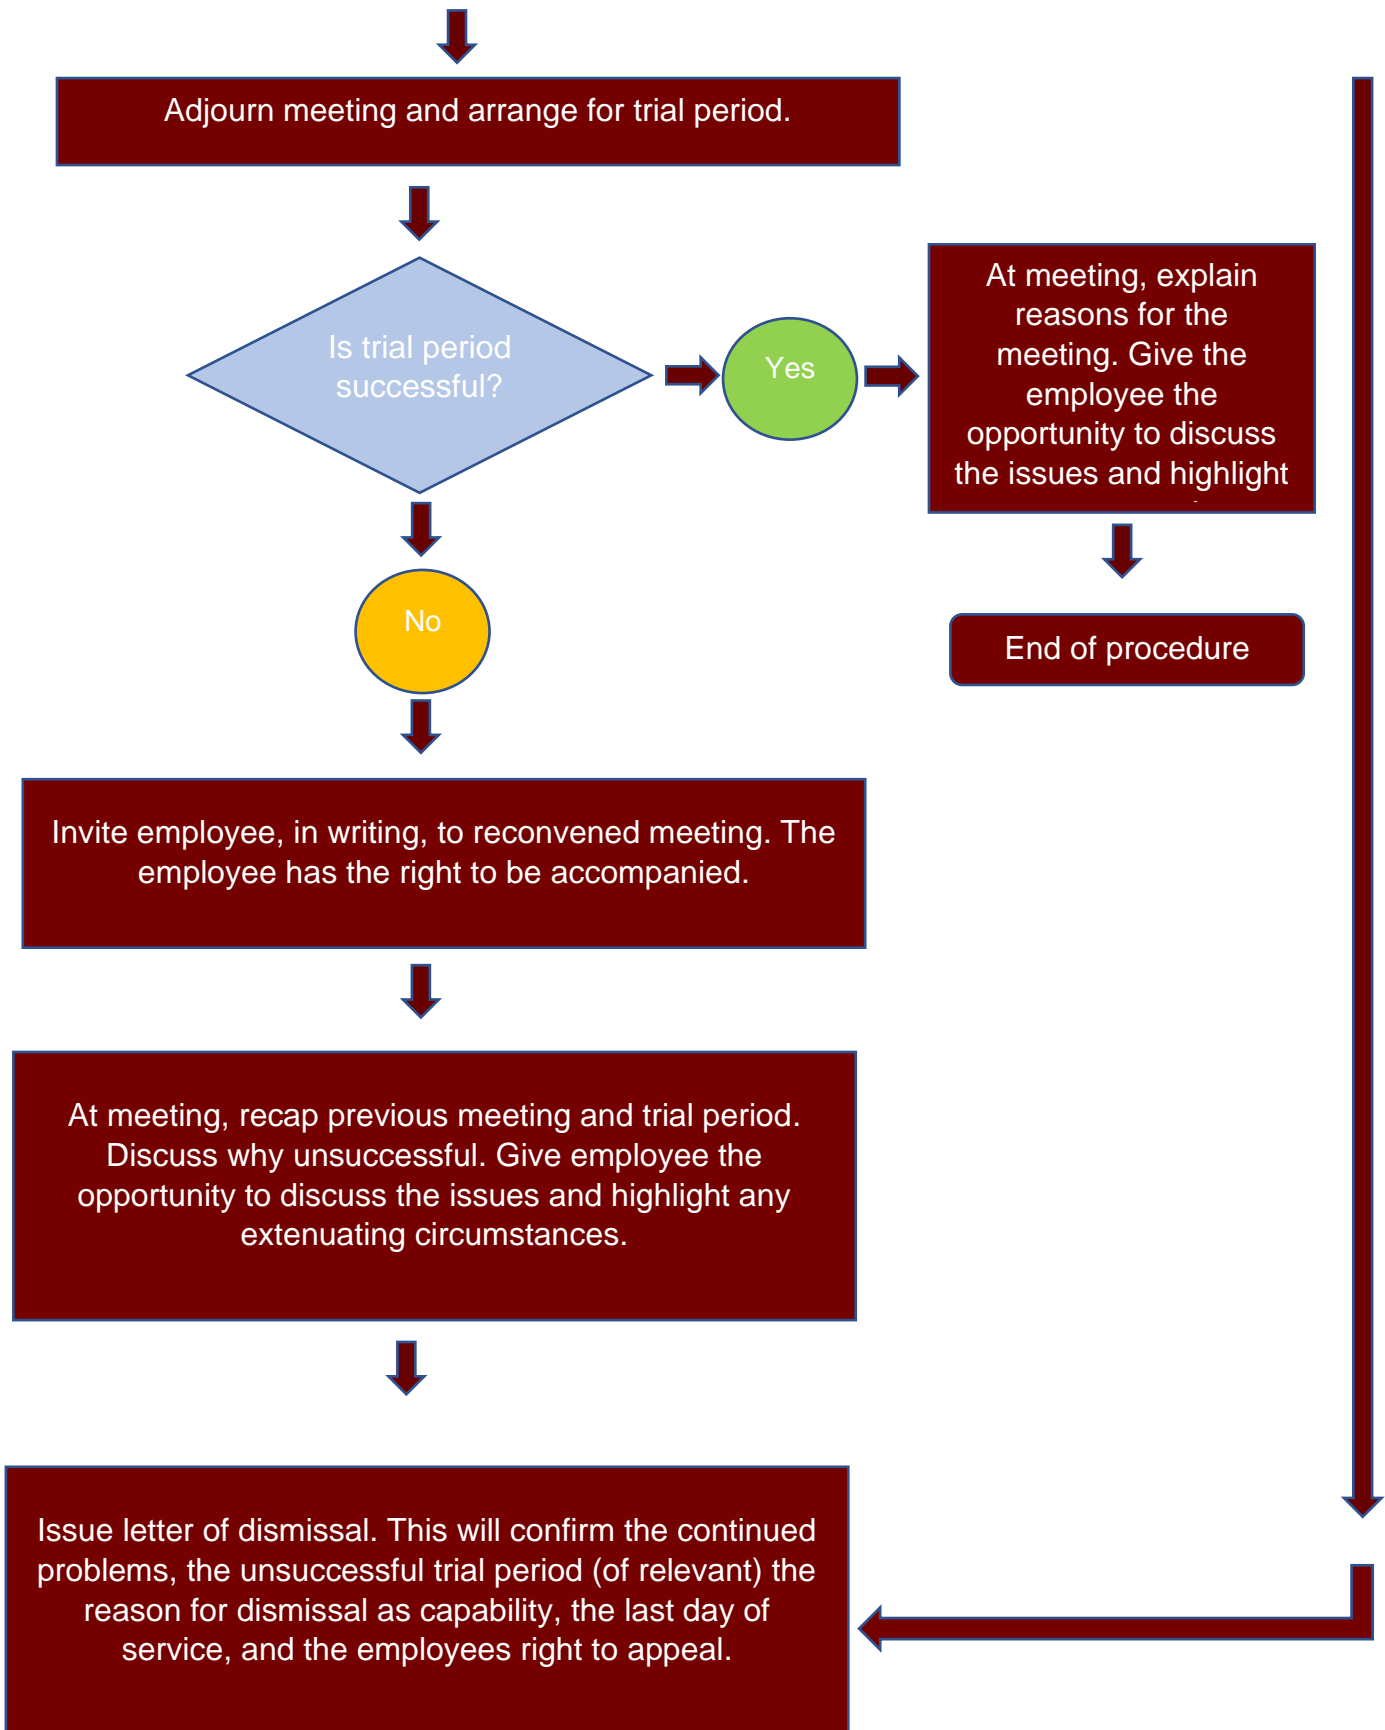 Adjourn meeting and arrange for trial period.
Is trial period
successful?
Yes
At meeting, explain
reasons for the
meeting. Give the
employee the
opportunity to discuss
the issues and highlight
No
End of procedure
Invite employee, in writing, to reconvened meeting. The
employee has the right to be accompanied.
At meeting, recap previous meeting and trial period.
Discuss why unsuccessful. Give employee the
opportunity to discuss the issues and highlight any
extenuating circumstances.
Issue letter of dismissal. This will confirm the continued
problems, the unsuccessful trial period (of relevant) the
reason for dismissal as capability, the last day of
service, and the employees right to appeal.